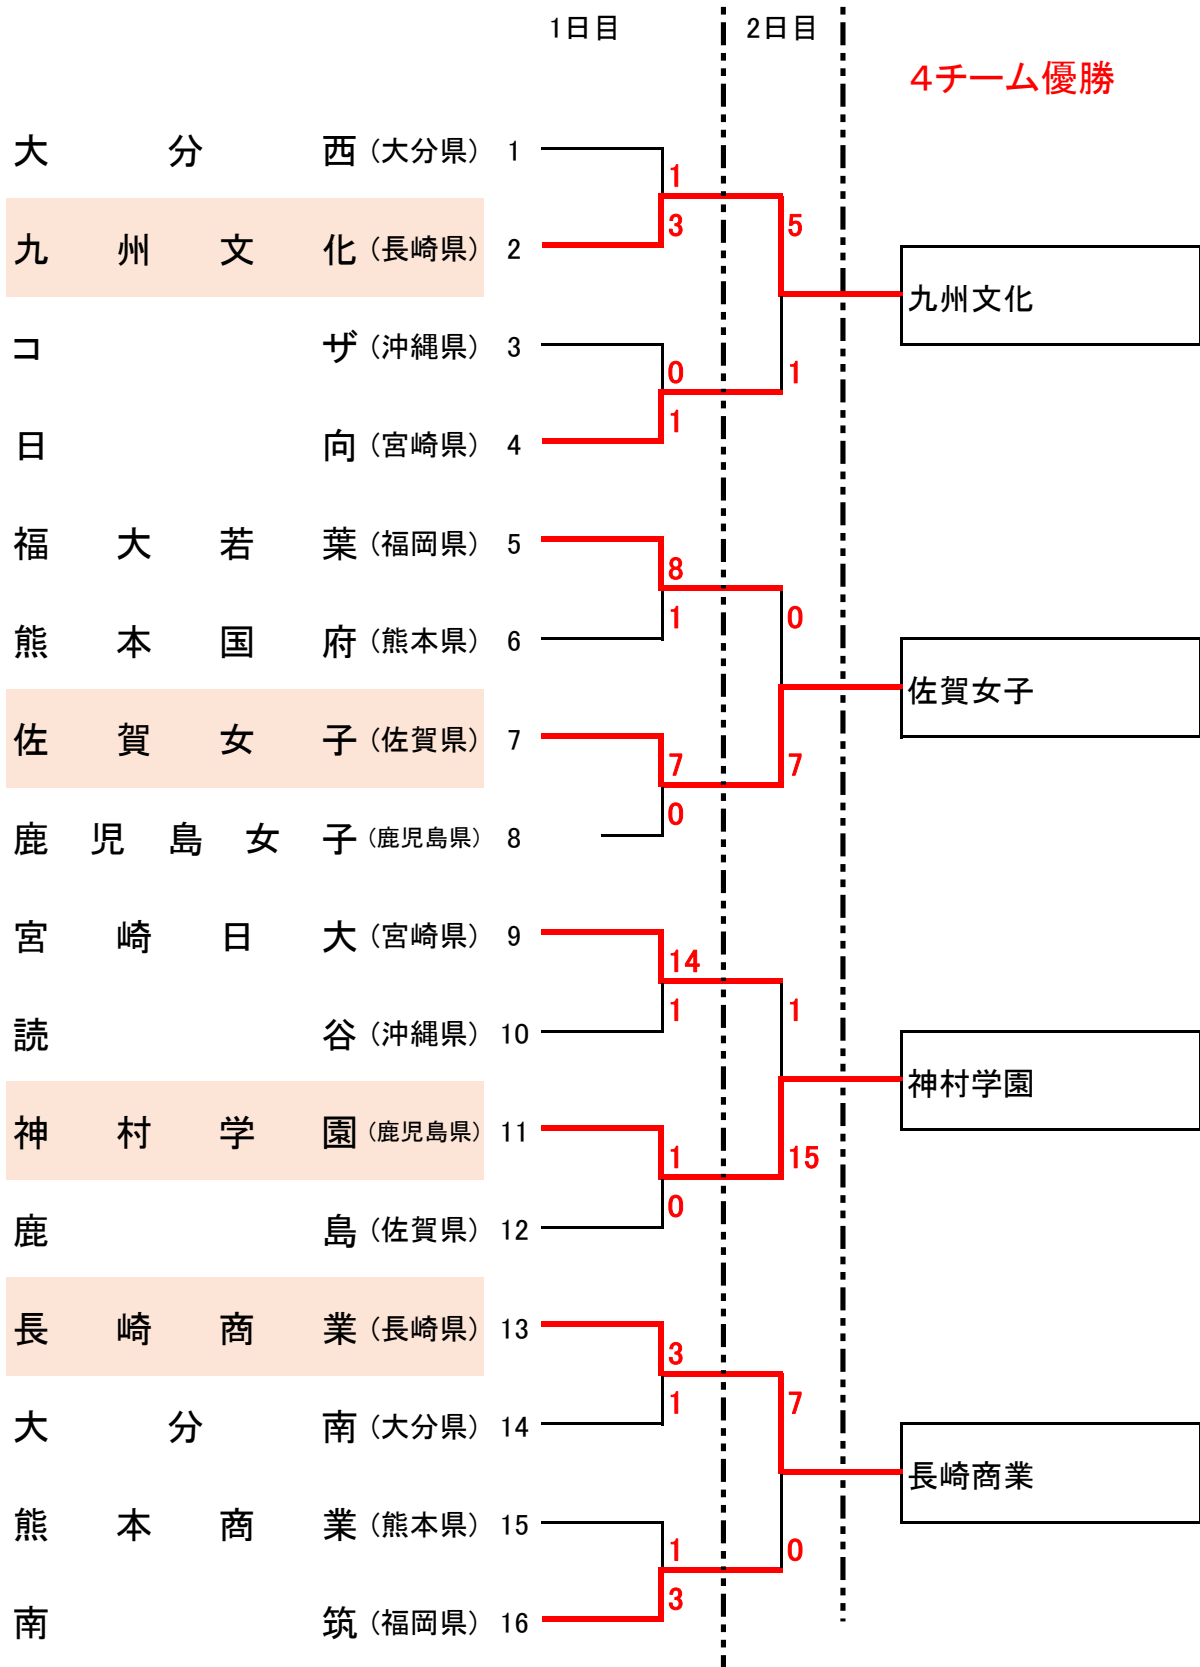 1日目 2日目
4チーム優勝
大分西 (大分県) 1
1
九州文化 (長崎県) 2
3 5
九州文化
コザ (沖縄県) 3
0 1
日向 (宮崎県) 4
1
福大若葉 (福岡県) 5
8
熊本国府 (熊本県) 6
1 0
佐賀女子
佐賀女子 (佐賀県) 7
7 7
鹿児島女子 (鹿児島県) 8
0
宮崎日大 (宮崎県) 9
14
読谷 (沖縄県) 10
1 1
神村学園
神村学園 (鹿児島県) 11
1 15
鹿島 (佐賀県) 12
0
長崎商業 (長崎県) 13
3
大分南 (大分県) 14
1 7
長崎商業
熊本商業 (熊本県) 15
1 0
南筑 (福岡県) 16
3